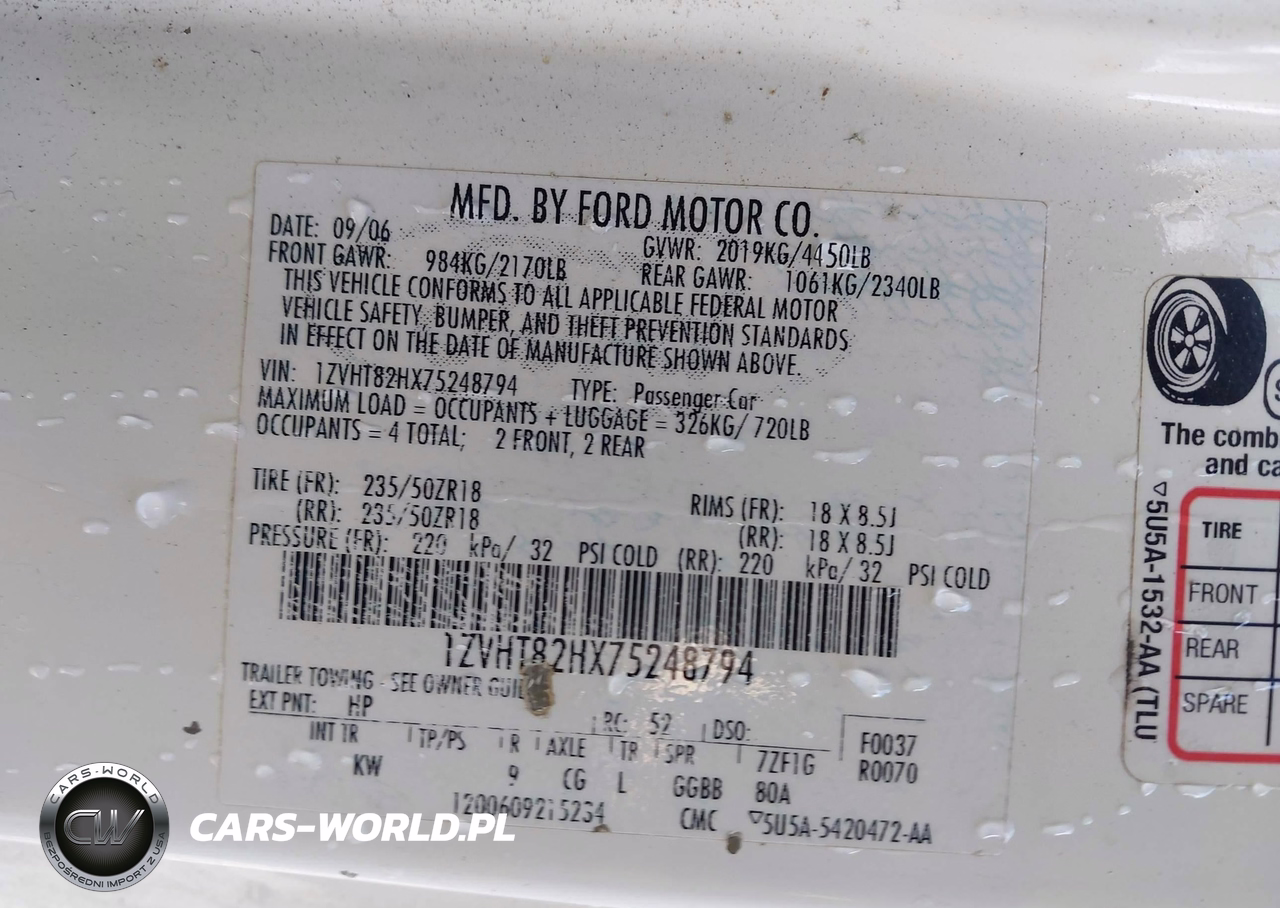 MFD. BY FORD MOTOR CO.
DATE: 09/06
GVWR: 2019KG/4450LB
FRONT GAWR: 984KG/2170LB
REAR GAWR: 1061KG/2340LB
THIS VEHICLE CONFORMS TO ALL APPLICABLE FEDERAL MOTOR
VEHICLE SAFETY, BUMPER, AND THEFT PREVENTION STANDARDS
IN EFFECT ON THE DATE OF MANUFACTURE SHOWN ABOVE.
VIN: 1ZVHT82HX75248794 TYPE: Passenger Car
MAXIMUM LOAD = OCCUPANTS + LUGGAGE = 326KG/ 720LB
OCCUPANTS = 4 TOTAL; 2 FRONT, 2 REAR
TIRE (FR): 235/50ZR18 RIMS (FR): 18 X 8.5J
(RR): 235/50ZR18 (RR): 18 X 8.5J
PRESSURE (FR): 220 kPa/ 32 PSI COLD (RR): 220 kPa/ 32 PSI COLD
1ZVHT82HX75248794
TRAILER TOWING - SEE OWNER
EXT PNT: HP RC: 52 DSO:
INT TR TP/PS R AXLE TR SPR 7ZF1G F0037
KW 9 CG L GGBB 80A R0070
CMC 5U5A-5420472-AA
The comb
and ca
TIRE
FRONT
REAR
SPARE
5U5A-1532-AA (TLU
CARS-WORLD
CW
BEZPOŚREDNI IMPORT Z USA
CARS-WORLD.PL